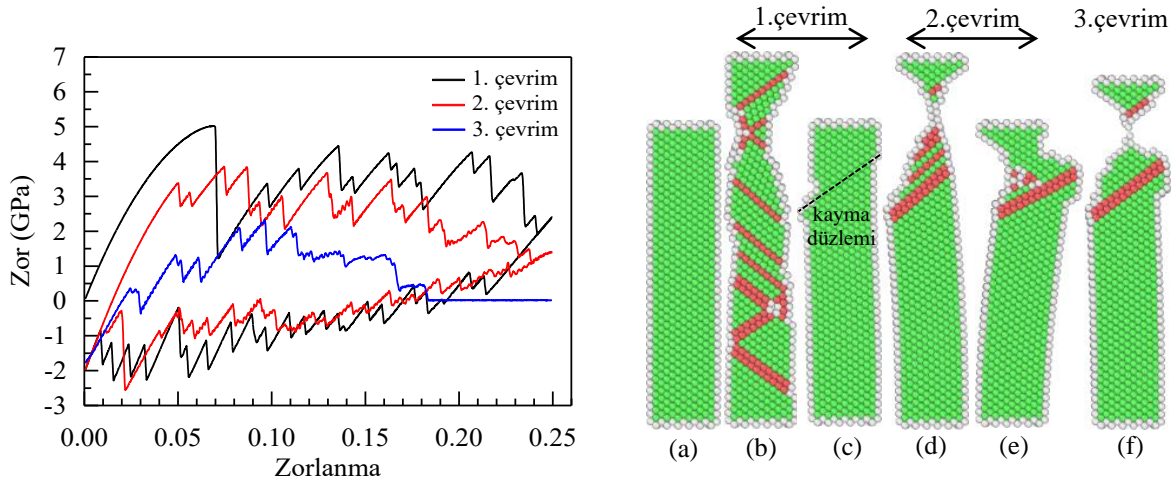 7
6
5
4
3
2
1
0
-1
-2
-3
Zor (GPa)
1. çevrim
2. çevrim
3. çevrim
0.00 0.05 0.10 0.15 0.20 0.25
Zorlanma
1.çevrim 2.çevrim 3.çevrim
kayma
düzlemi
(a) (b) (c) (d) (e) (f)